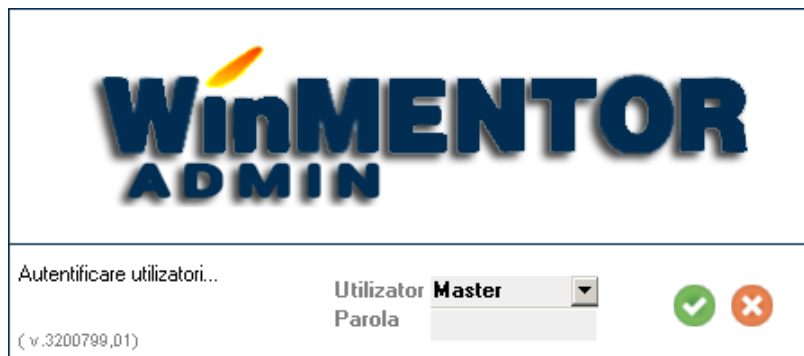 WinMENTOR
ADMIN
Autentificare utilizatori...
Utilizator Master
Parola
( v.3200799,01)